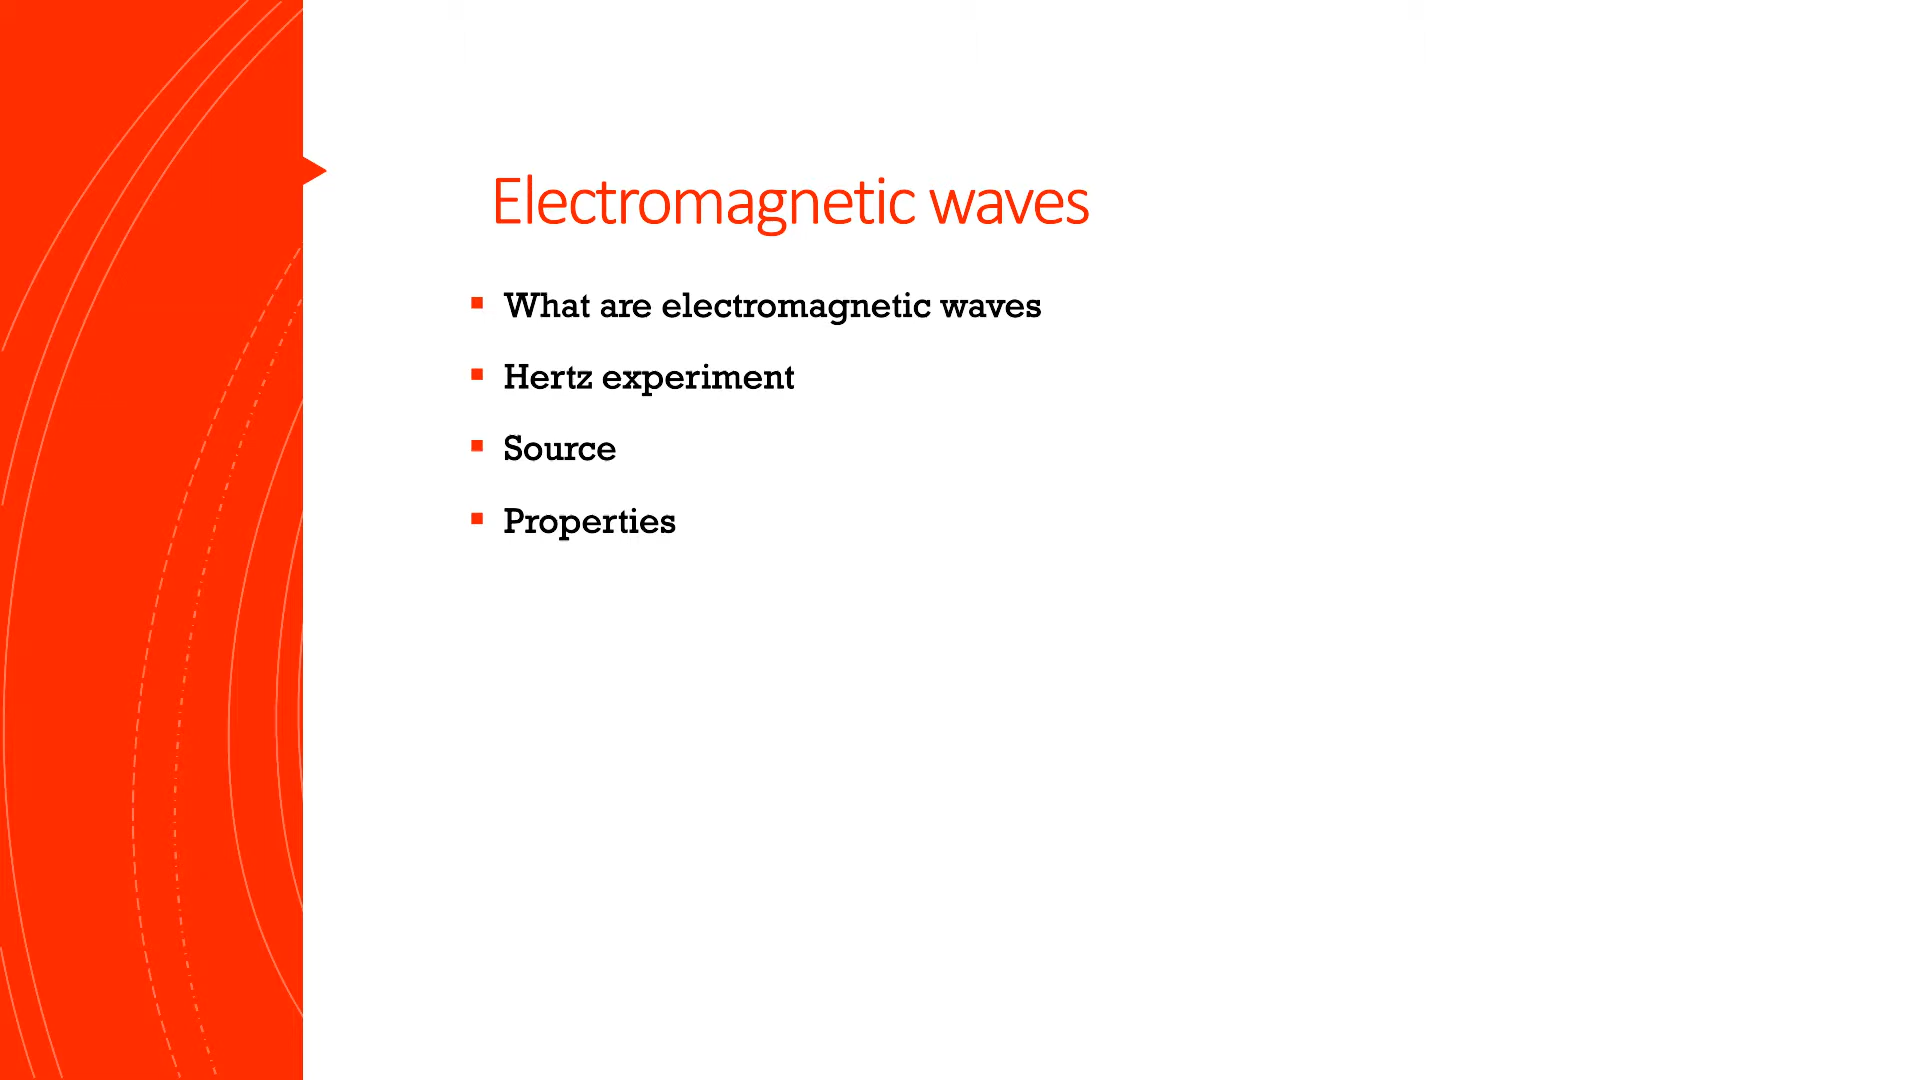 Electromagnetic waves
What are electromagnetic waves
Hertz experiment
Source
Properties